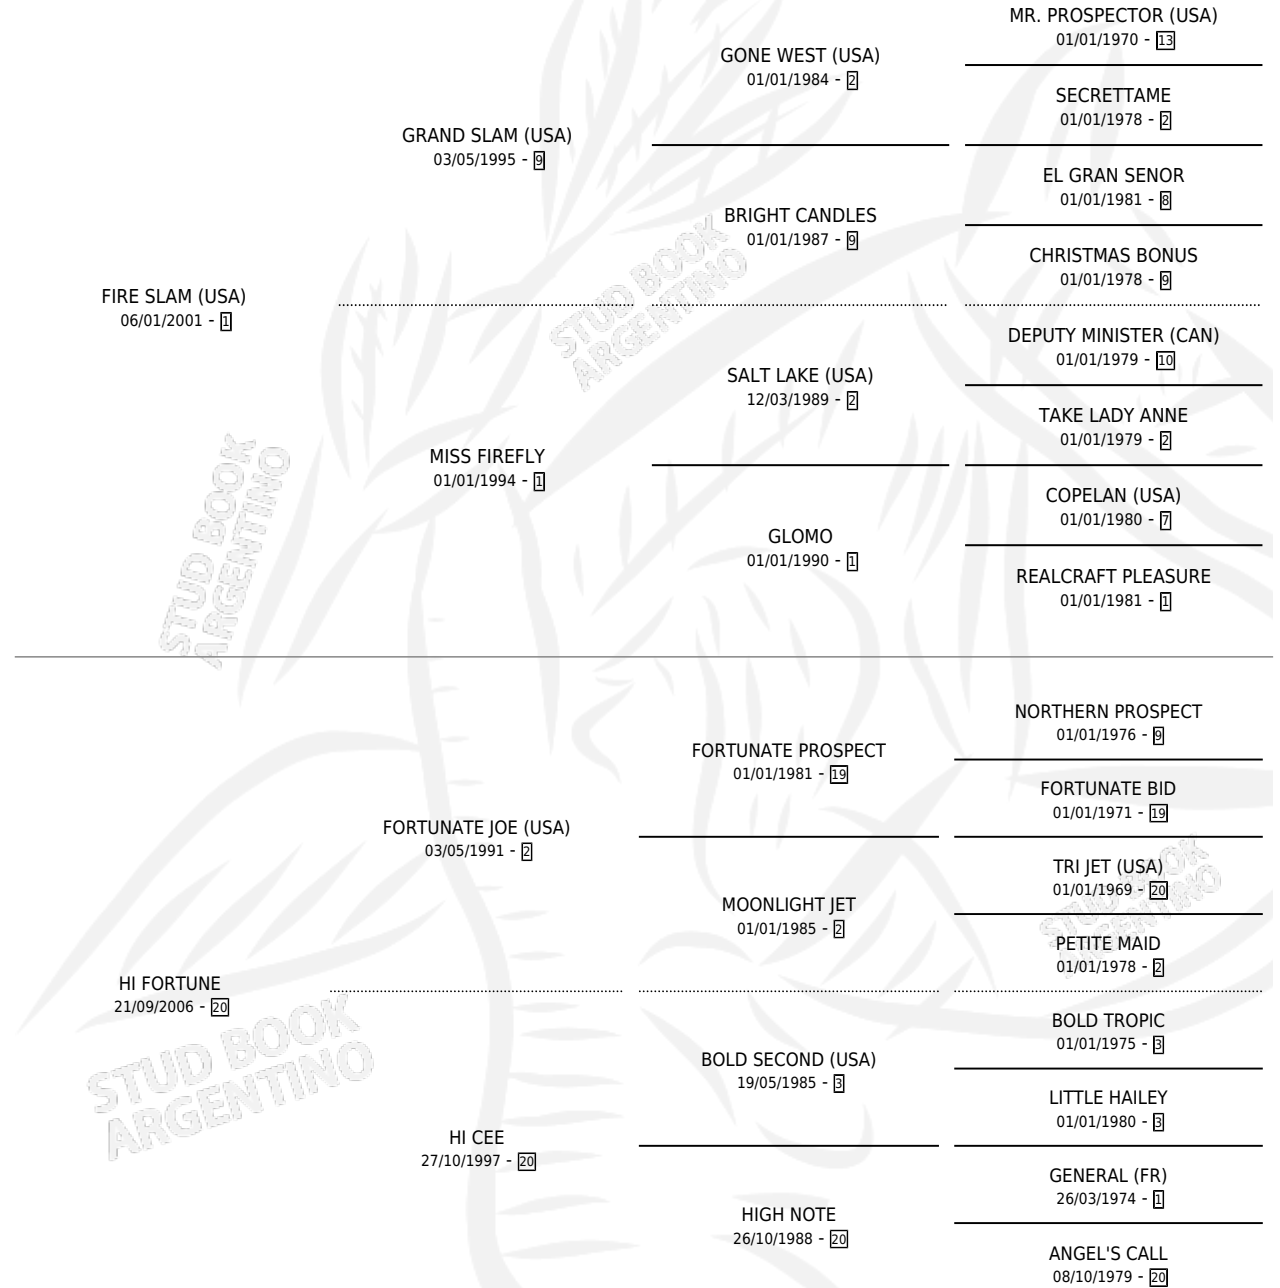 MR. PROSPECTOR (USA)
01/01/1970 - 13
GONE WEST (USA)
01/01/1984 - 2
SECRETTAME
01/01/1978 - 2
GRAND SLAM (USA)
03/05/1995 - 9
EL GRAN SENOR
01/01/1981 - 8
BRIGHT CANDLES
01/01/1987 - 9
CHRISTMAS BONUS
01/01/1978 - 9
FIRE SLAM (USA)
06/01/2001 - 1
STUD BOOK
ARGENTINO
DEPUTY MINISTER (CAN)
01/01/1979 - 10
SALT LAKE (USA)
12/03/1989 - 2
TAKE LADY ANNE
01/01/1979 - 2
MISS FIREFLY
01/01/1994 - 1
COPELAN (USA)
01/01/1980 - 7
GLOMO
01/01/1990 - 1
REALCRAFT PLEASURE
01/01/1981 - 1
STUD BOOK
ARGENTINO
NORTHERN PROSPECT
01/01/1976 - 9
FORTUNATE PROSPECT
01/01/1981 - 19
FORTUNATE BID
01/01/1971 - 19
FORTUNATE JOE (USA)
03/05/1991 - 2
TRI JET (USA)
01/01/1969 - 20
MOONLIGHT JET
01/01/1985 - 2
STUD BOOK
ARGENTINO
PETITE MAID
01/01/1978 - 2
HI FORTUNE
21/09/2006 - 20
STUD BOOK
ARGENTINO
BOLD TROPIC
01/01/1975 - 3
BOLD SECOND (USA)
19/05/1985 - 3
LITTLE HAILEY
01/01/1980 - 3
HI CEE
27/10/1997 - 20
GENERAL (FR)
26/03/1974 - 1
HIGH NOTE
26/10/1988 - 20
ANGEL'S CALL
08/10/1979 - 20